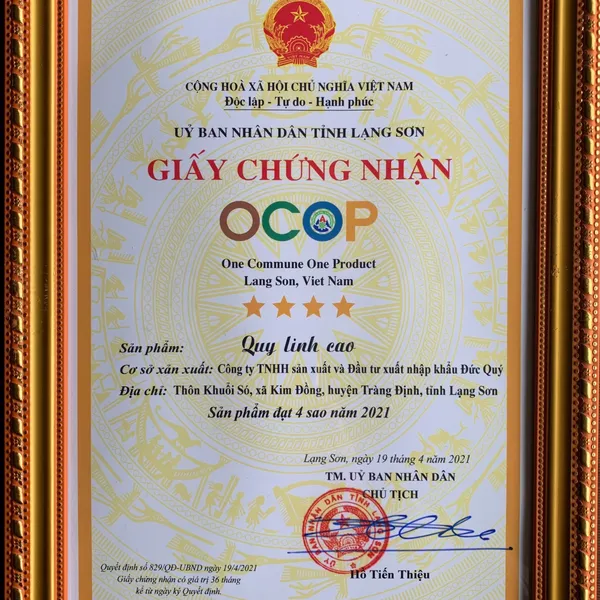 CỘNG HOÀ XÃ HỘI CHỦ NGHĨA VIỆT NAM
Độc lập - Tự do - Hạnh phúc
UỶ BAN NHÂN DÂN TỈNH LẠNG SƠN
GIẤY CHỨNG NHẬN
OCOP
One Commune One Product
Lang Son, Viet Nam
Sản phẩm: Quy linh cao
Cơ sở sản xuất: Công ty TNHH sản xuất và Đầu tư xuất nhập khẩu Đức Quý
Địa chỉ: Thôn Khuổi Só, xã Kim Đồng, huyện Tràng Định, tỉnh Lạng Sơn
Sản phẩm đạt 4 sao năm 2021
Lạng Sơn, ngày 19 tháng 4 năm 2021
TM. UỶ BAN NHÂN DÂN
CHỦ TỊCH
UỶ BAN NHÂN DÂN TỈNH
Hồ Tiến Thiệu
Quyết định số 829/QĐ-UBND ngày 19/4/2021
Giấy chứng nhận có giá trị 36 tháng
kể từ ngày ký Quyết định.